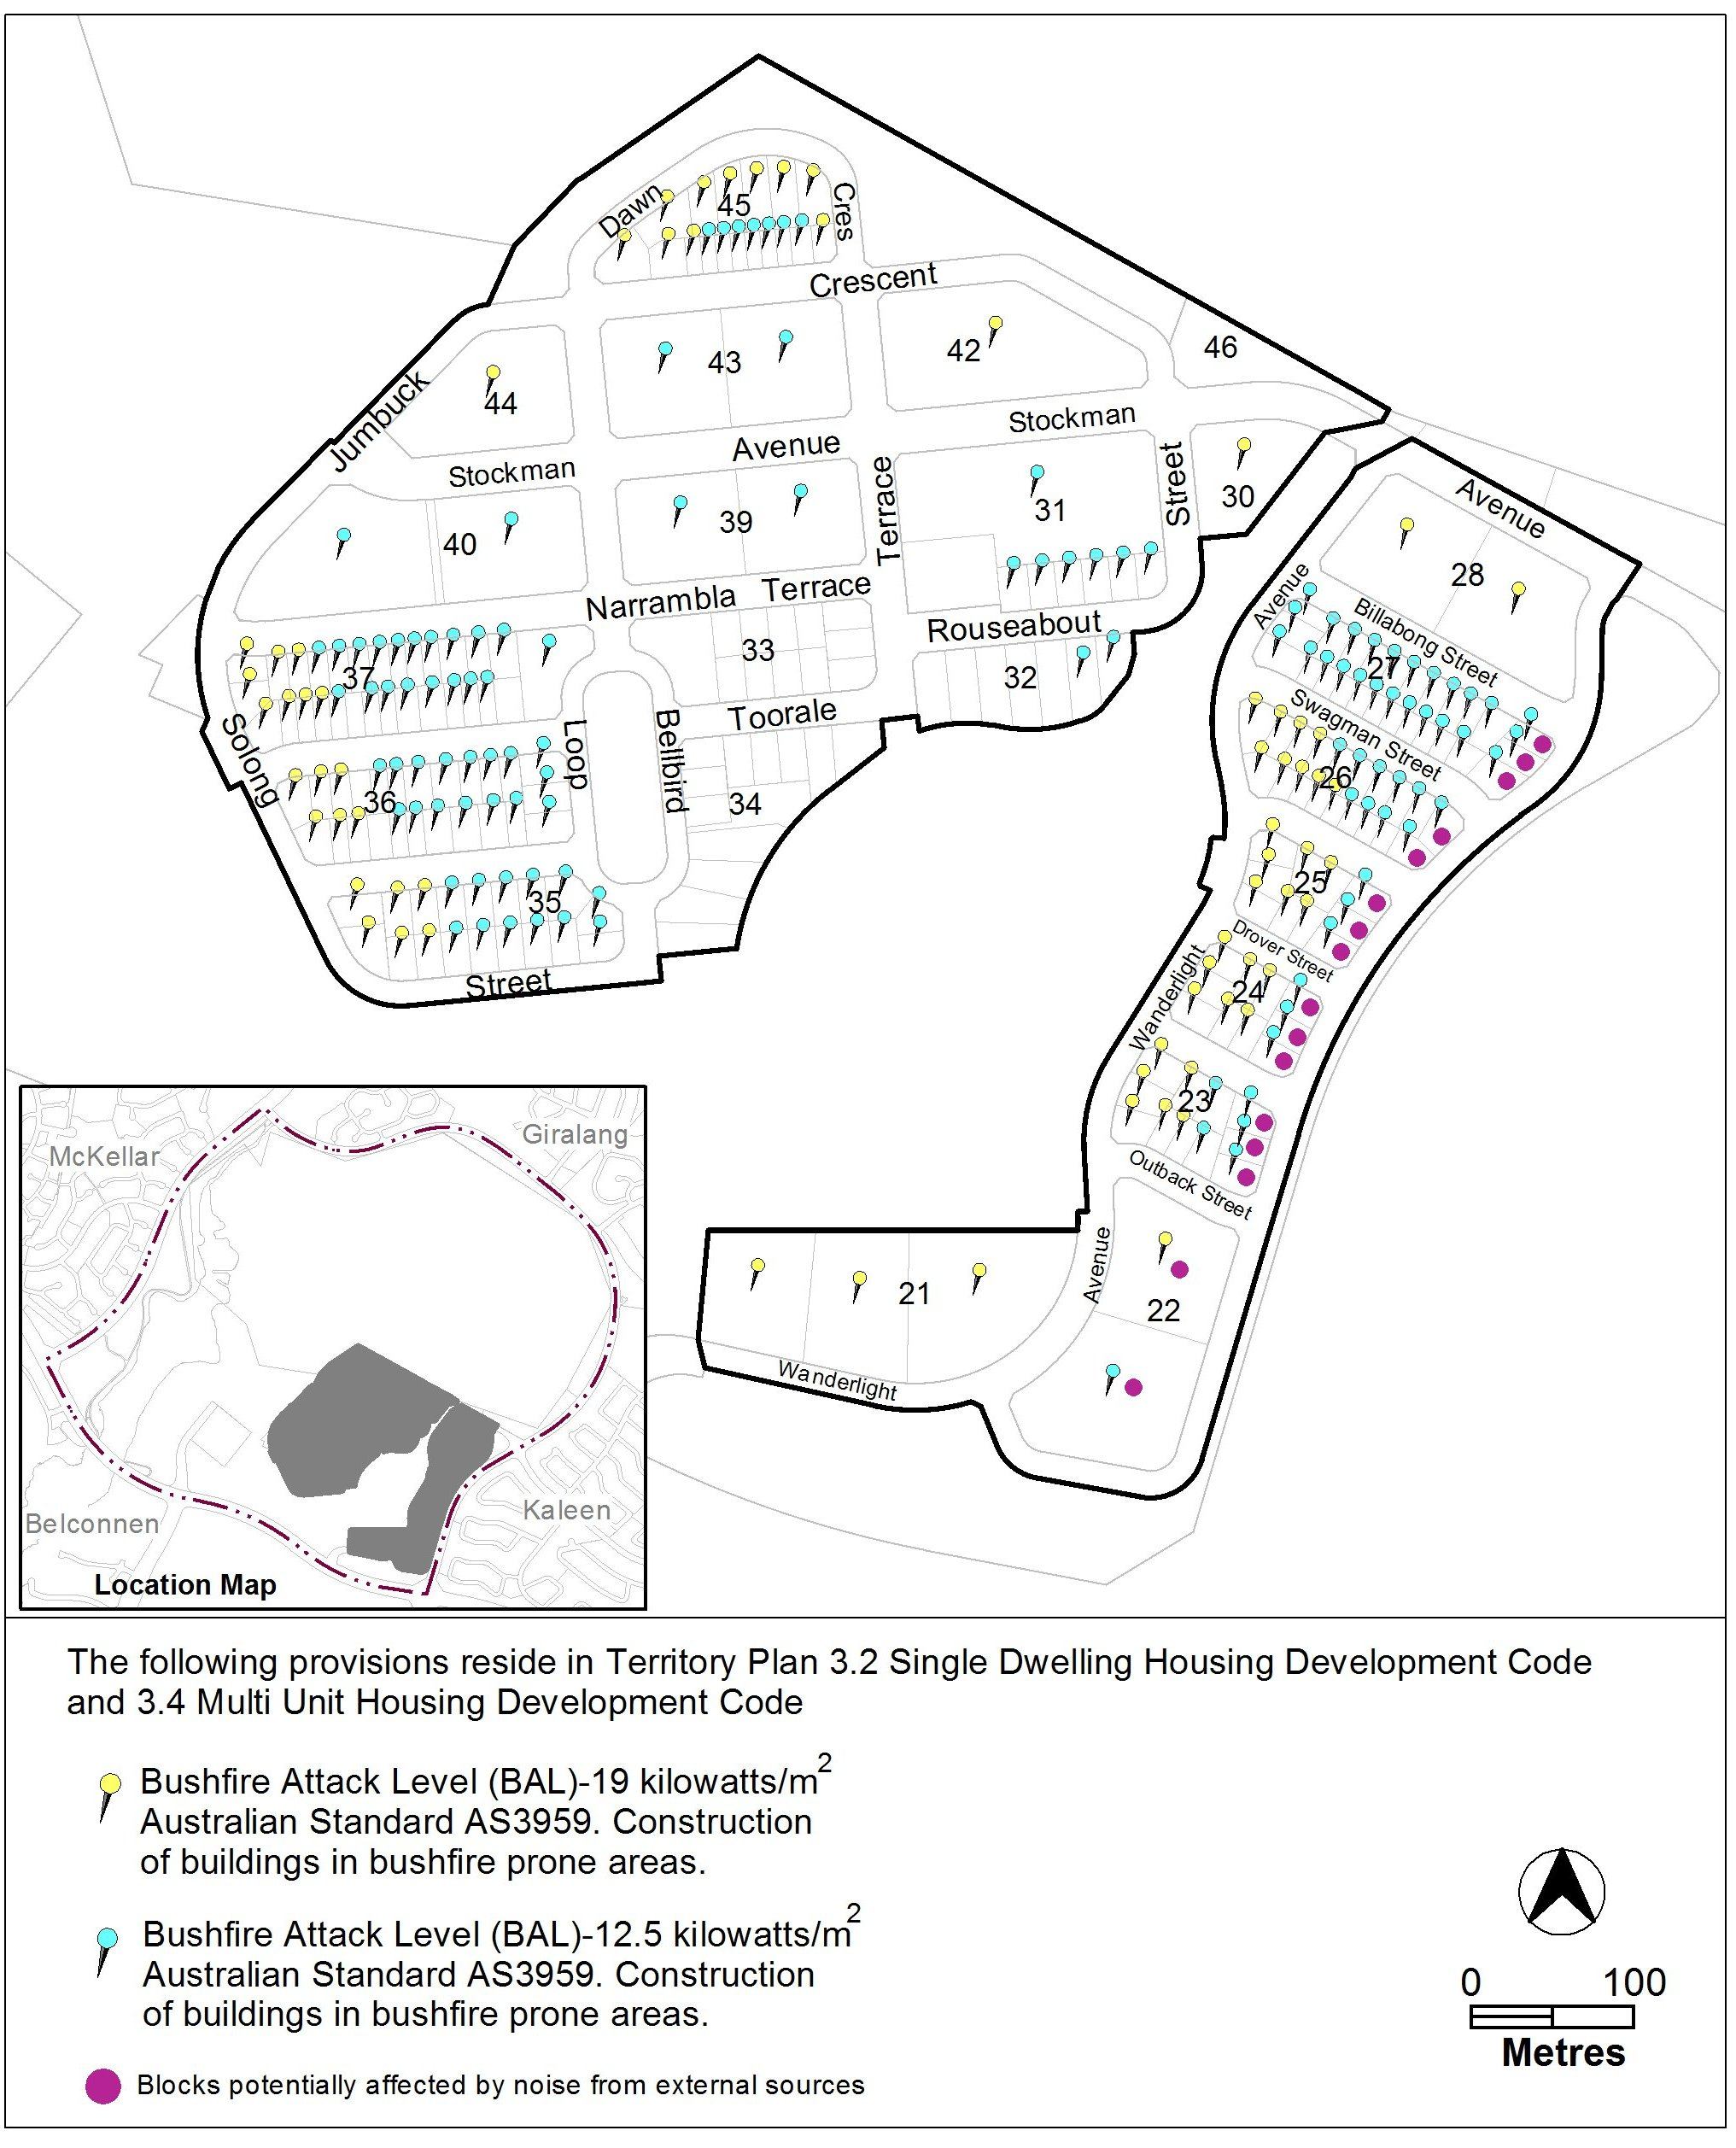 Dawn
45
Cres
Crescent
46
43
42
Jumbuck
44
Stockman
Avenue
Stockman
Terrace
Street
30
31
39
40
Avenue
28
Narrambla Terrace
Rouseabout
33
32
Avenue
Billabong Street
27
37
Toorale
Swagman Street
26
Solong
Loop
Bellbird
36
34
25
35
Drover Street
Street
Wanderlight
24
23
Outback Street
Avenue
21
22
Wanderlight
McKellar
Giralang
Kaleen
Belconnen
Location Map
The following provisions reside in Territory Plan 3.2 Single Dwelling Housing Development Code
and 3.4 Multi Unit Housing Development Code
Bushfire Attack Level (BAL)-19 kilowatts/m2
Australian Standard AS3959. Construction
of buildings in bushfire prone areas.
Bushfire Attack Level (BAL)-12.5 kilowatts/m2
Australian Standard AS3959. Construction
of buildings in bushfire prone areas.
Blocks potentially affected by noise from external sources
0 100
Metres